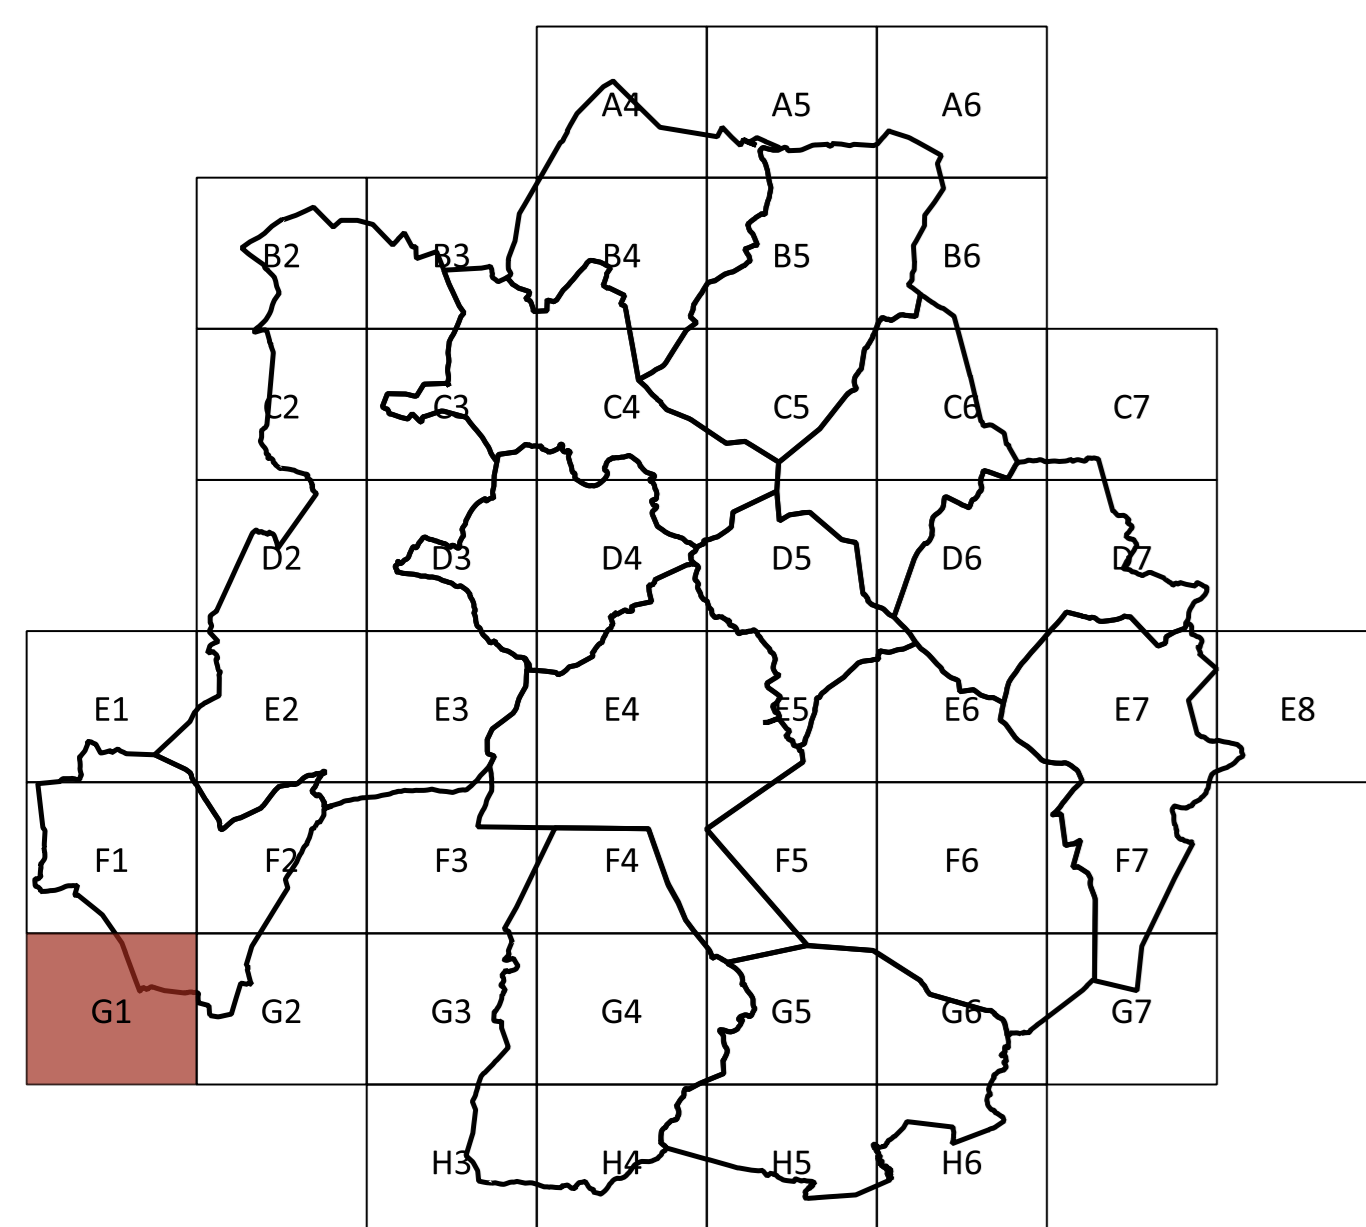 A4 A5 A6
B2 B3 B4 B5 B6
C2 C3 C4 C5 C6 C7
D2 D3 D4 D5 D6 D7
E1 E2 E3 E4 E5 E6 E7 E8
F1 F2 F3 F4 F5 F6 F7
G1 G2 G3 G4 G5 G6 G7
H3 H4 H5 H6